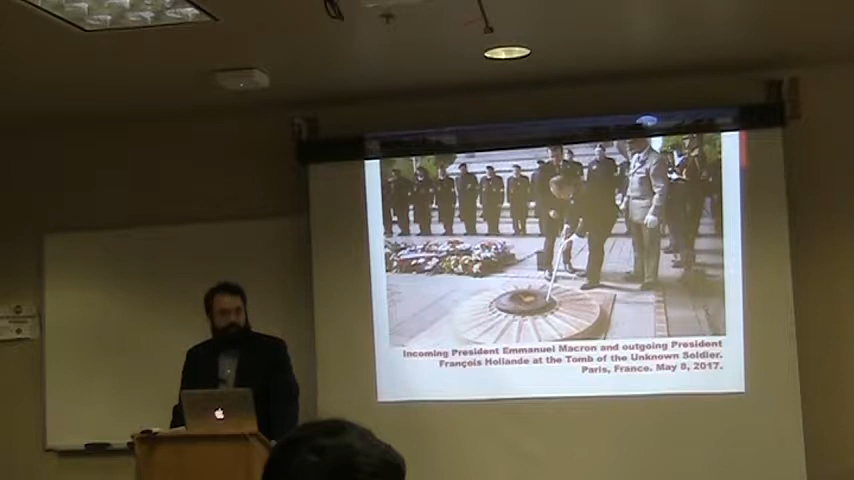 Incoming President Emmanuel Macron and outgoing President
François Hollande at the Tomb of the Unknown Soldier.
Paris, France. May 8, 2017.